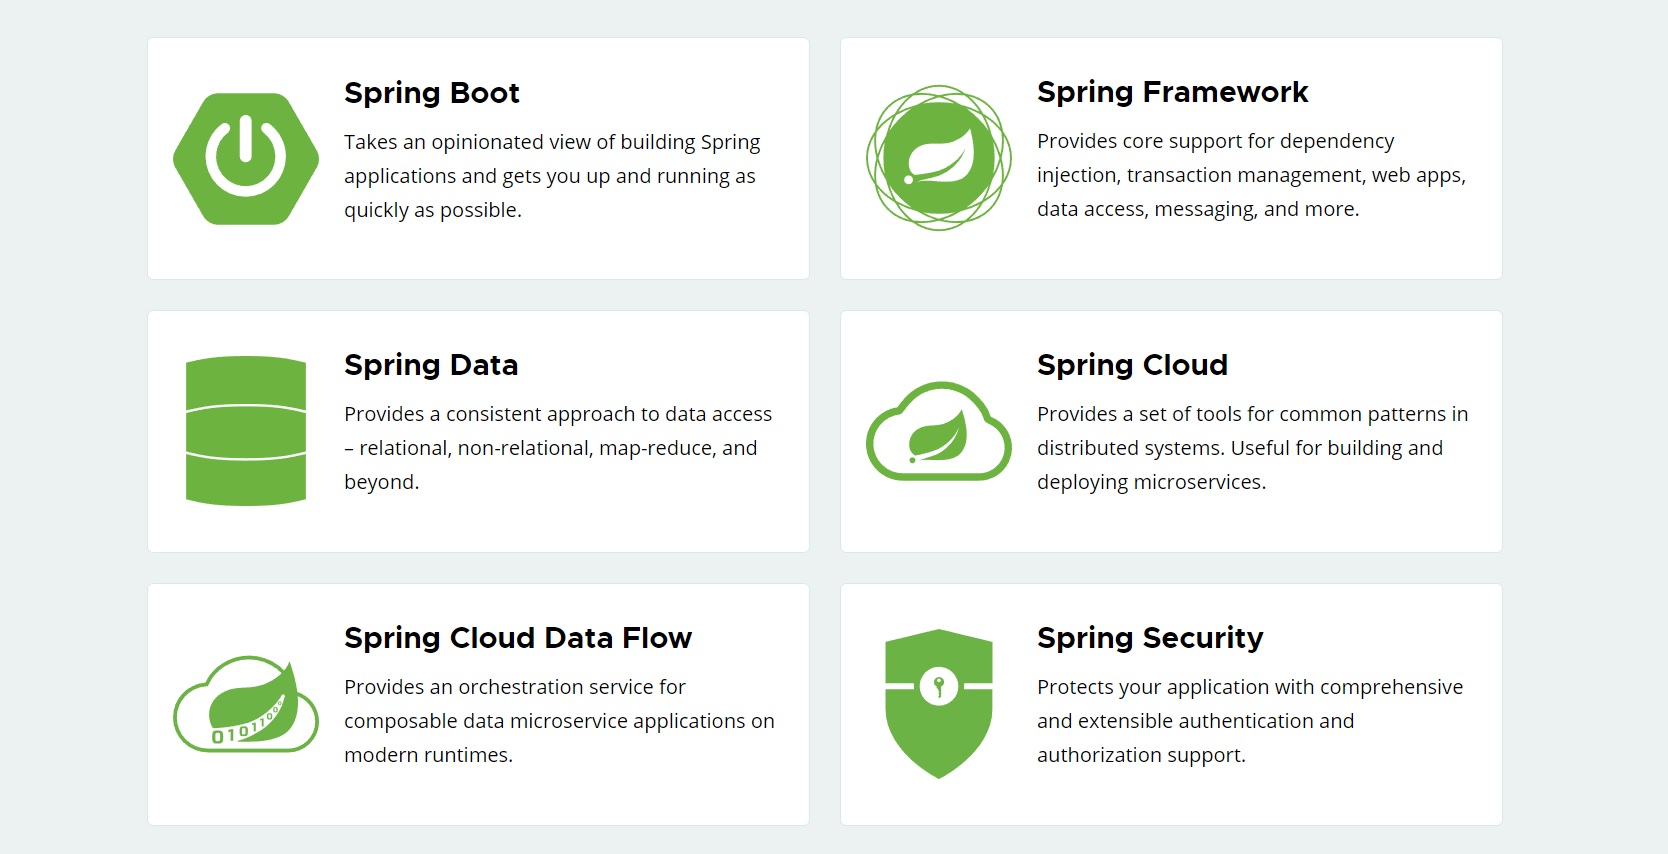 Spring Boot
Takes an opinionated view of building Spring
applications and gets you up and running as
quickly as possible.
Spring Framework
Provides core support for dependency
injection, transaction management, web apps,
data access, messaging, and more.
Spring Data
Provides a consistent approach to data access
– relational, non-relational, map-reduce, and
beyond.
Spring Cloud
Provides a set of tools for common patterns in
distributed systems. Useful for building and
deploying microservices.
Spring Cloud Data Flow
Provides an orchestration service for
composable data microservice applications on
modern runtimes.
01011000
Spring Security
Protects your application with comprehensive
and extensible authentication and
authorization support.